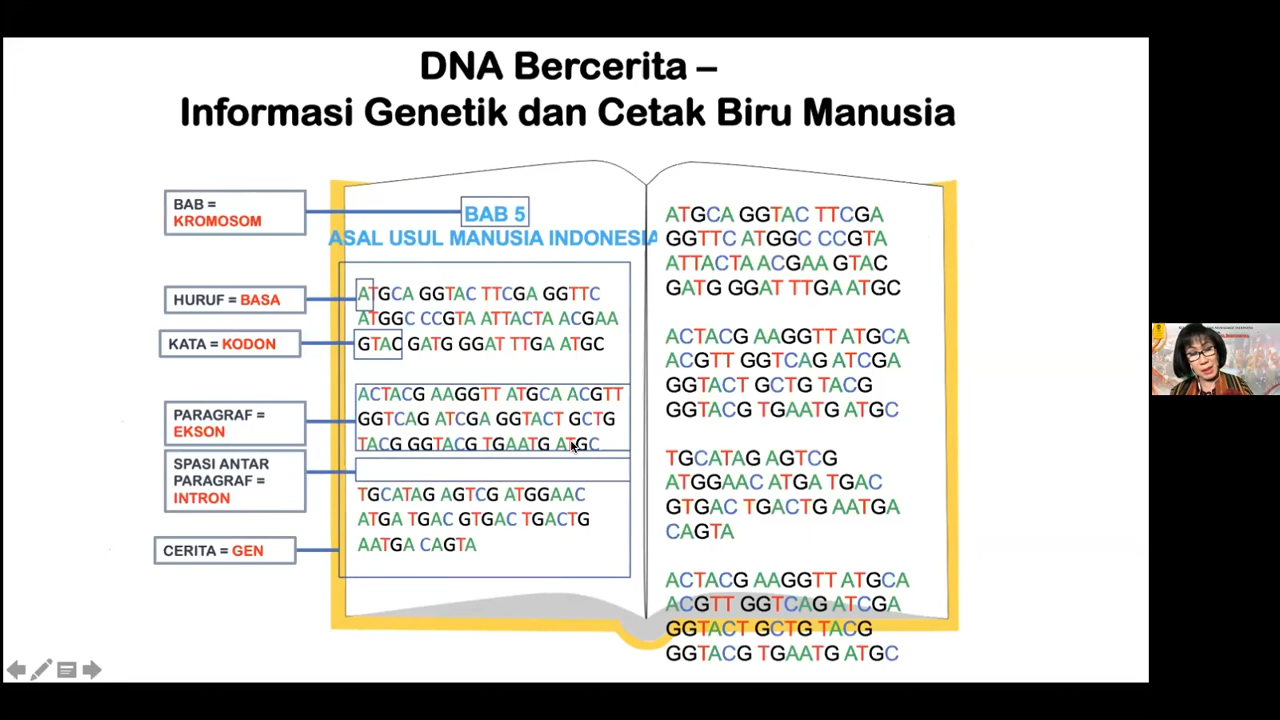 DNA Bercerita –
Informasi Genetik dan Cetak Biru Manusia
BAB =
KROMOSOM
HURUF = BASA
KATA = KODON
PARAGRAF =
EKSON
SPASI ANTAR
PARAGRAF =
INTRON
CERITA = GEN
BAB 5
ASAL USUL MANUSIA INDONESIA
ATGCA GGTAC TTCGA GGTTC
ATGGC CCGTA ATTACTA ACGAA
GTAC GATG GGAT TTGA ATGC
ACTACG AAGGTT ATGCA ACGTT
GGTCAG ATCGA GGTACT GCTG
TACG GGTACG TGAATG ATGC
TGCATAG AGTCG ATGGAAC
ATGA TGAC GTGAC TGACTG
AATGA CAGTA
ATGCA GGTAC TTCGA
GGTTC ATGGC CCGTA
ATTACTA ACGAA GTAC
GATG GGAT TTGA ATGC
ACTACG AAGGTT ATGCA
ACGTT GGTCAG ATCGA
GGTACT GCTG TACG
GGTACG TGAATG ATGC
TGCATAG AGTCG
ATGGAAC ATGA TGAC
GTGAC TGACTG AATGA
CAGTA
ACTACG AAGGTT ATGCA
ACGTT GGTCAG ATCGA
GGTACT GCTG TACG
GGTACG TGAATG ATGC